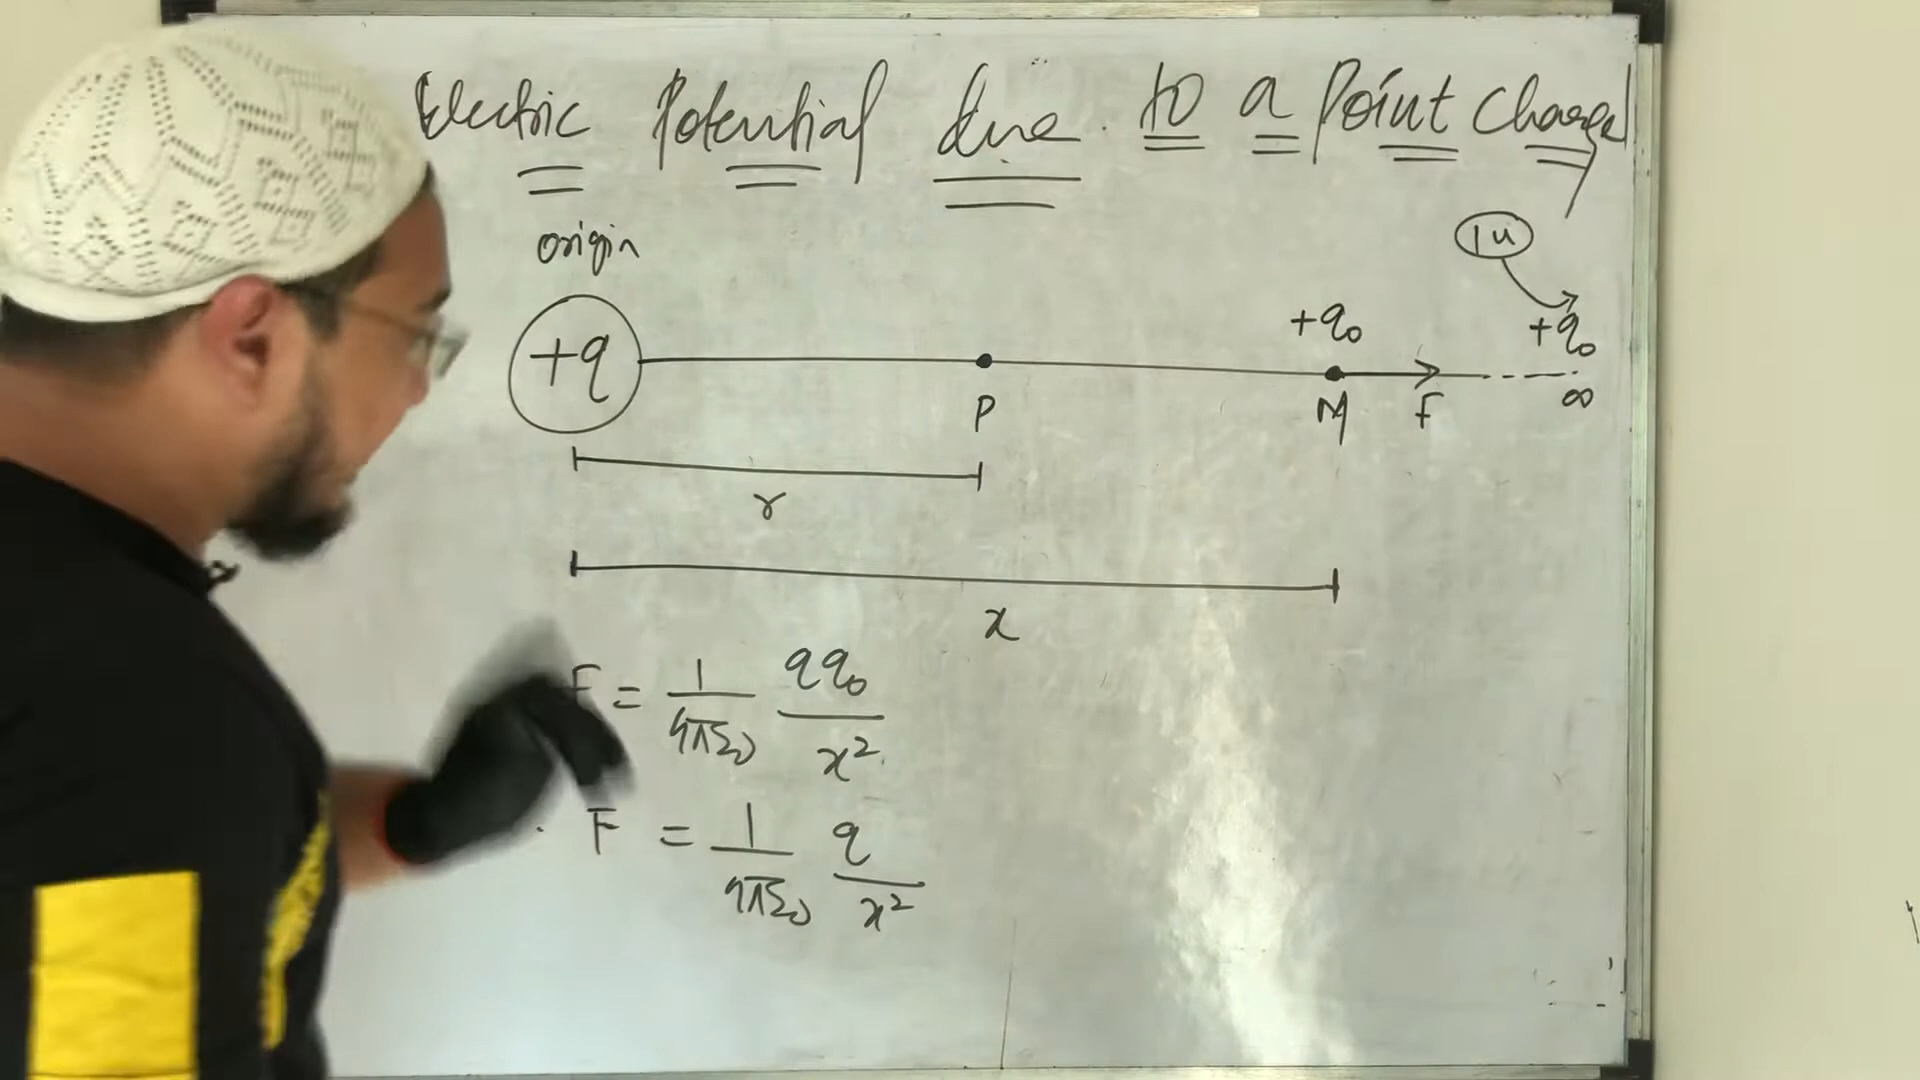 Electric Potential due to a Point Charge
origin
1u
+q
+q₀
+q₀
P
M
F
∞
r
x
F = 1/4πε₀ qq₀/x²
F = 1/4πε₀ q/x²